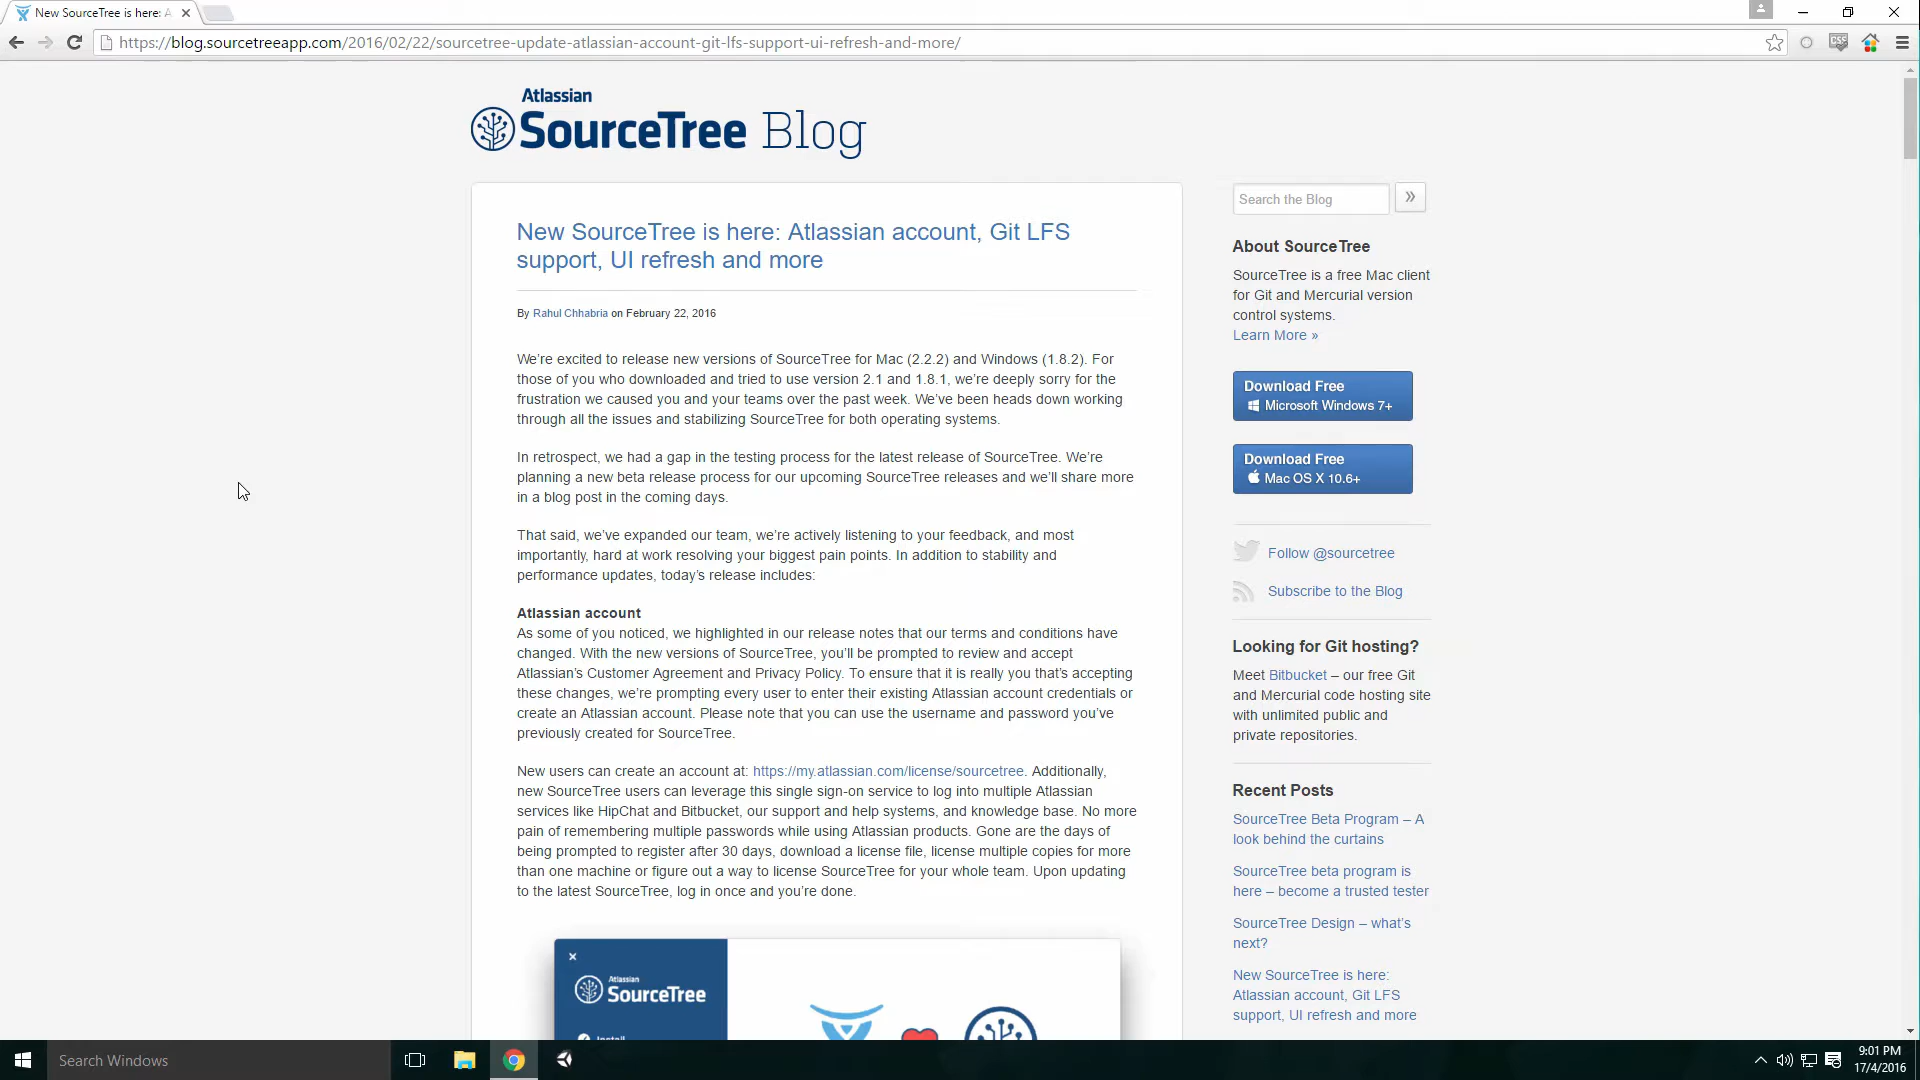 New SourceTree is here: A
https://blog.sourcetreeapp.com/2016/02/22/sourcetree-update-atlassian-account-git-lfs-support-ui-refresh-and-more/
Atlassian
SourceTree Blog
New SourceTree is here: Atlassian account, Git LFS
support, UI refresh and more
By Rahul Chhabria on February 22, 2016
We’re excited to release new versions of SourceTree for Mac (2.2.2) and Windows (1.8.2). For
those of you who downloaded and tried to use version 2.1 and 1.8.1, we’re deeply sorry for the
frustration we caused you and your teams over the past week. We’ve been heads down working
through all the issues and stabilizing SourceTree for both operating systems.
In retrospect, we had a gap in the testing process for the latest release of SourceTree. We’re
planning a new beta release process for our upcoming SourceTree releases and we’ll share more
in a blog post in the coming days.
That said, we’ve expanded our team, we’re actively listening to your feedback, and most
importantly, hard at work resolving your biggest pain points. In addition to stability and
performance updates, today’s release includes:
Atlassian account
As some of you noticed, we highlighted in our release notes that our terms and conditions have
changed. With the new versions of SourceTree, you’ll be prompted to review and accept
Atlassian’s Customer Agreement and Privacy Policy. To ensure that it is really you that’s accepting
these changes, we’re prompting every user to enter their existing Atlassian account credentials or
create an Atlassian account. Please note that you can use the username and password you’ve
previously created for SourceTree.
New users can create an account at: https://my.atlassian.com/license/sourcetree. Additionally,
new SourceTree users can leverage this single sign-on service to log into multiple Atlassian
services like HipChat and Bitbucket, our support and help systems, and knowledge base. No more
pain of remembering multiple passwords while using Atlassian products. Gone are the days of
being prompted to register after 30 days, download a license file, license multiple copies for more
than one machine or figure out a way to license SourceTree for your whole team. Upon updating
to the latest SourceTree, log in once and you’re done.
Atlassian
SourceTree
Install
Search the Blog
»
About SourceTree
SourceTree is a free Mac client
for Git and Mercurial version
control systems.
Learn More »
Download Free
Microsoft Windows 7+
Download Free
Mac OS X 10.6+
Follow @sourcetree
Subscribe to the Blog
Looking for Git hosting?
Meet Bitbucket – our free Git
and Mercurial code hosting site
with unlimited public and
private repositories.
Recent Posts
SourceTree Beta Program – A
look behind the curtains
SourceTree beta program is
here – become a trusted tester
SourceTree Design – what’s
next?
New SourceTree is here:
Atlassian account, Git LFS
support, UI refresh and more
Search Windows
9:01 PM
17/4/2016